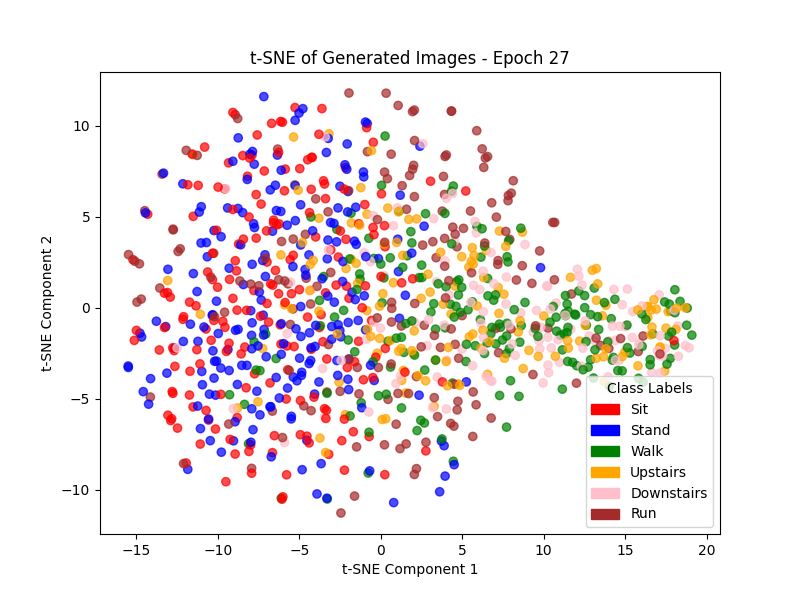 t-SNE of Generated Images - Epoch 27
10
5
0
−5
−10
t-SNE Component 2
−15
−10
−5
0
5
10
15
20
t-SNE Component 1
Class Labels
Sit
Stand
Walk
Upstairs
Downstairs
Run